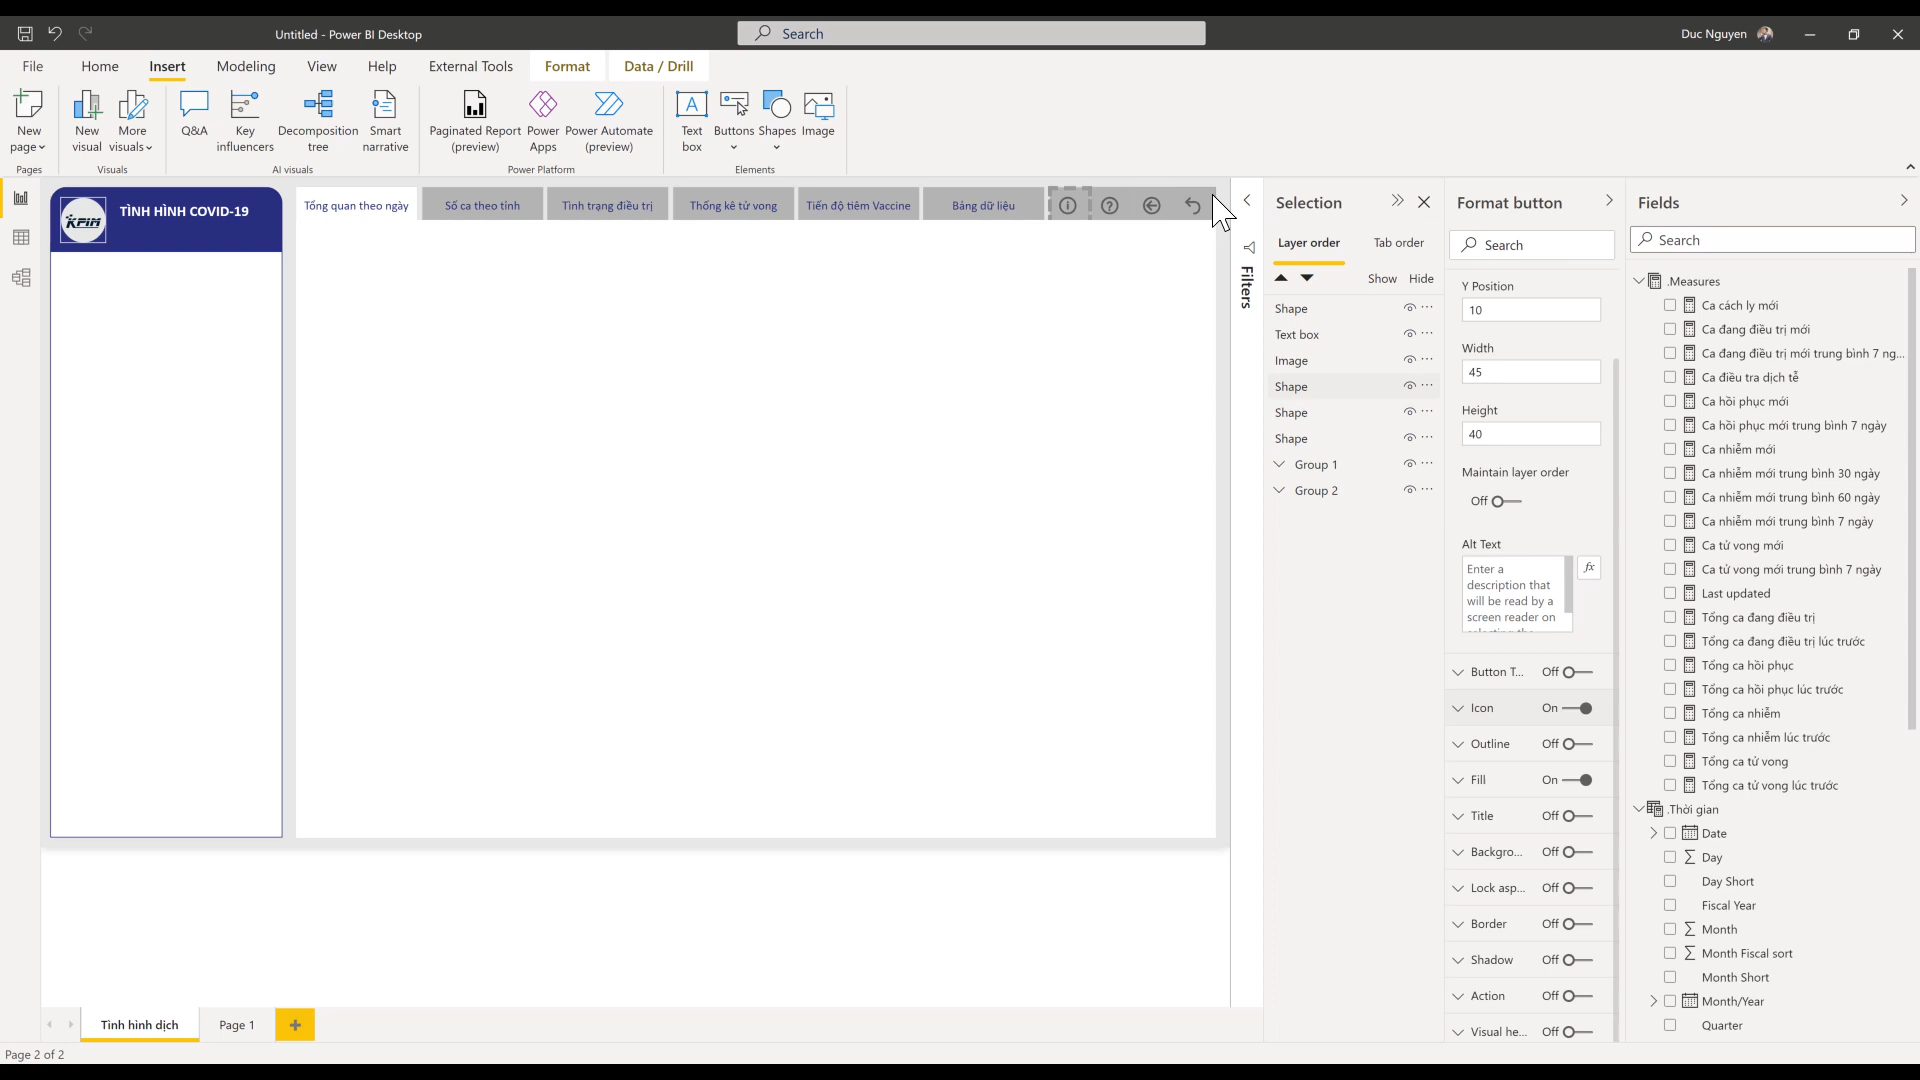 Untitled - Power BI Desktop
Search
Duc Nguyen
File
Home
Insert
Modeling
View
Help
External Tools
Format
Data / Drill
New page
New visual
More visuals
Q&A
Key influencers
Decomposition tree
Smart narrative
Paginated Report (preview)
Power Apps
Power Automate (preview)
Text box
Buttons
Shapes
Image
Pages
Visuals
AI visuals
Power Platform
Elements
KPIM
TÌNH HÌNH COVID-19
Tổng quan theo ngày
Số ca theo tỉnh
Tình trạng điều trị
Thống kê tử vong
Tiến độ tiêm Vaccine
Bảng dữ liệu
Filters
Selection
Layer order
Tab order
Show
Hide
Shape
Text box
Image
Shape
Shape
Shape
Group 1
Group 2
Format button
Search
Y Position
10
Width
45
Height
40
Maintain layer order
Off
Alt Text
Enter a
description that
will be read by a
screen reader on
fx
Button T... Off
Icon On
Outline Off
Fill On
Title Off
Backgro... Off
Lock asp... Off
Border Off
Shadow Off
Action Off
Visual he... Off
Fields
Search
.Measures
Ca cách ly mới
Ca đang điều trị mới
Ca đang điều trị mới trung bình 7 ng...
Ca điều tra dịch tễ
Ca hồi phục mới
Ca hồi phục mới trung bình 7 ngày
Ca nhiễm mới
Ca nhiễm mới trung bình 30 ngày
Ca nhiễm mới trung bình 60 ngày
Ca nhiễm mới trung bình 7 ngày
Ca tử vong mới
Ca tử vong mới trung bình 7 ngày
Last updated
Tổng ca đang điều trị
Tổng ca đang điều trị lúc trước
Tổng ca hồi phục
Tổng ca hồi phục lúc trước
Tổng ca nhiễm
Tổng ca nhiễm lúc trước
Tổng ca tử vong
Tổng ca tử vong lúc trước
.Thời gian
Date
Day
Day Short
Fiscal Year
Month
Month Fiscal sort
Month Short
Month/Year
Quarter
Tình hình dịch
Page 1
Page 2 of 2